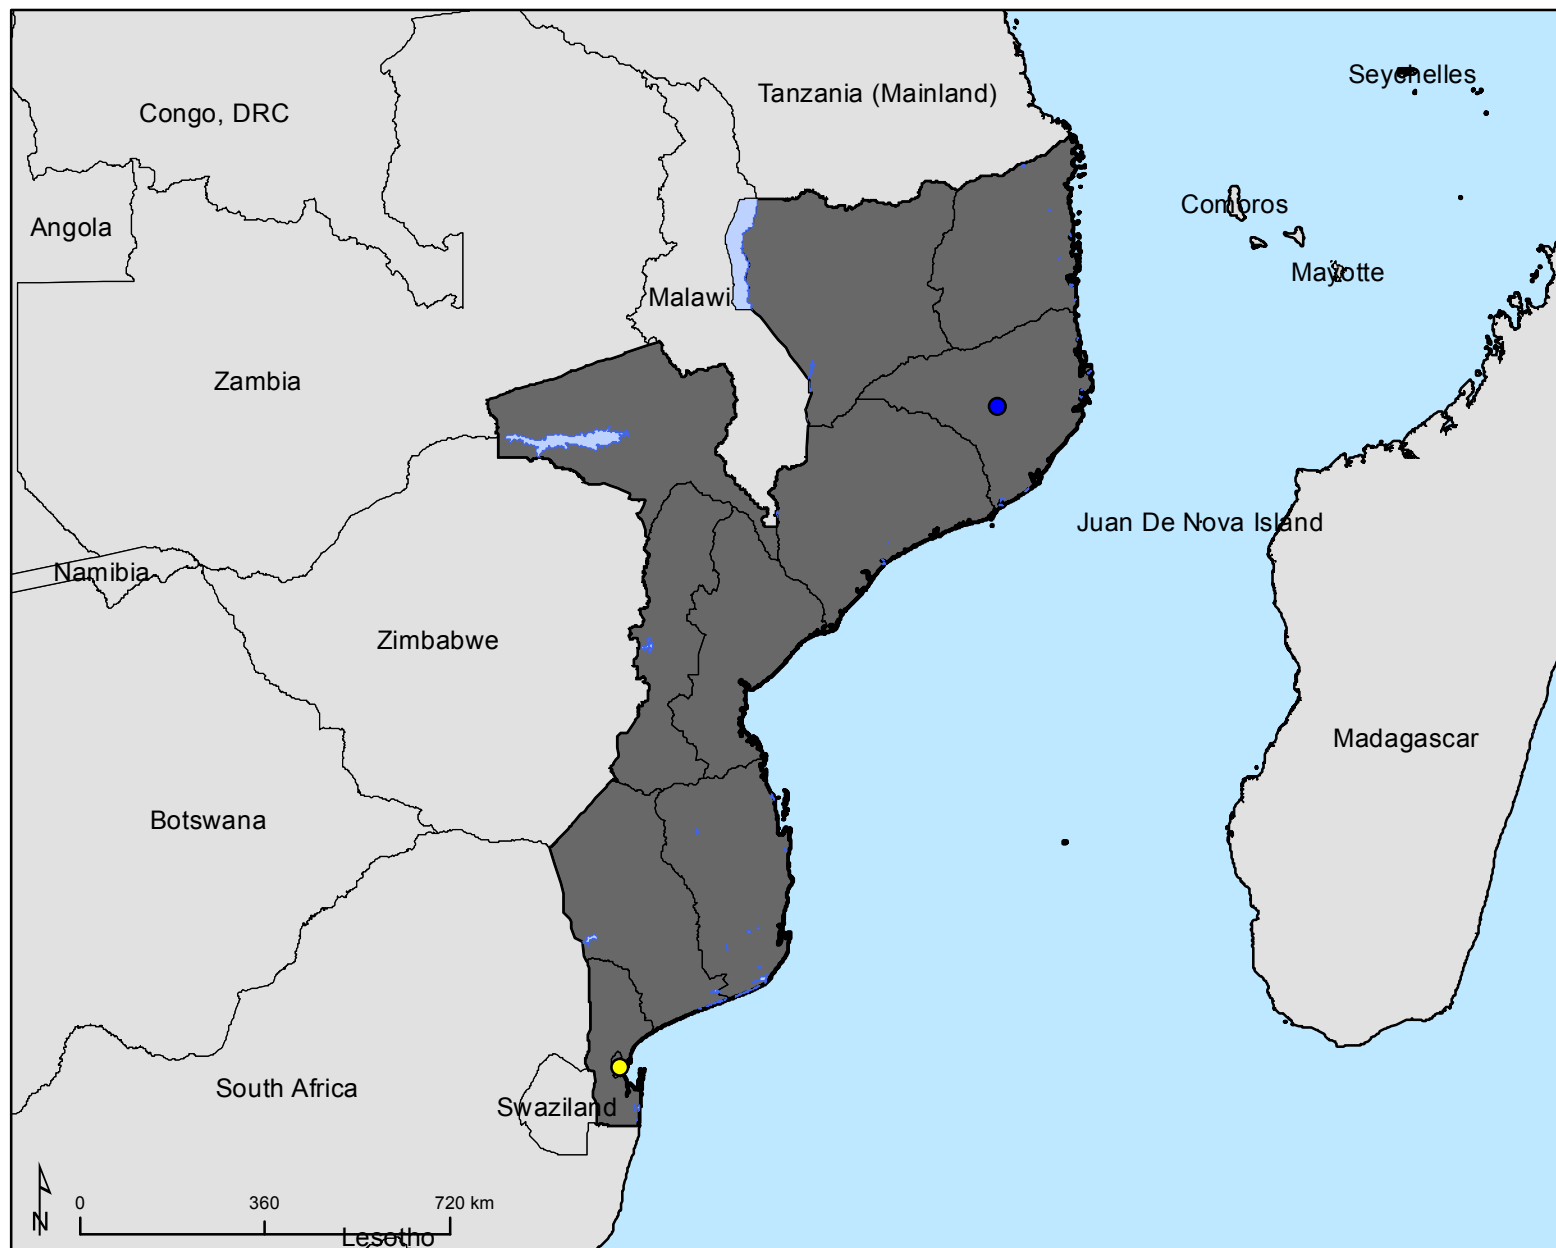 Seychelles
Tanzania (Mainland)
Congo, DRC
Comoros
Angola
Mayotte
Malawi
Zambia
Juan De Nova Island
Namibia
Zimbabwe
Madagascar
Botswana
South Africa
Swaziland
N
0 360 720 km
Lesotho